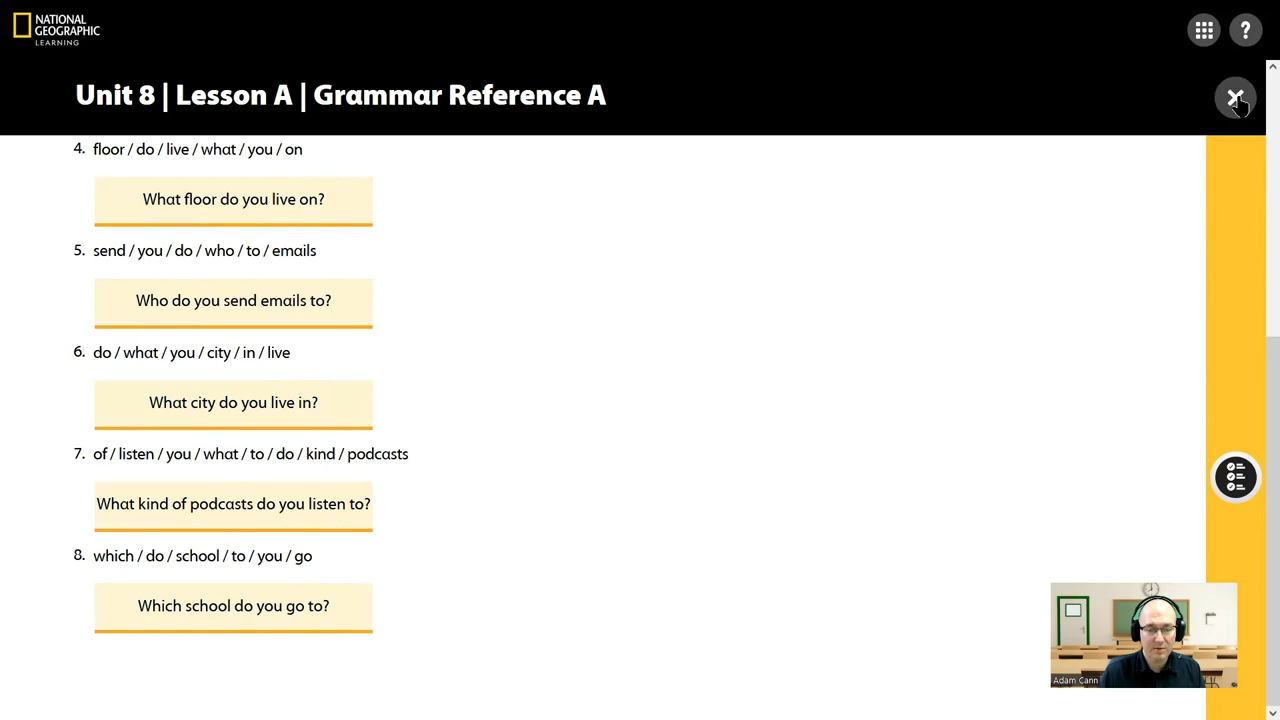 NATIONAL
GEOGRAPHIC
LEARNING
?
Unit 8 | Lesson A | Grammar Reference A
4. floor / do / live / what / you / on
What floor do you live on?
5. send / you / do / who / to / emails
Who do you send emails to?
6. do / what / you / city / in / live
What city do you live in?
7. of / listen / you / what / to / do / kind / podcasts
What kind of podcasts do you listen to?
8. which / do / school / to / you / go
Which school do you go to?
Adam Cann